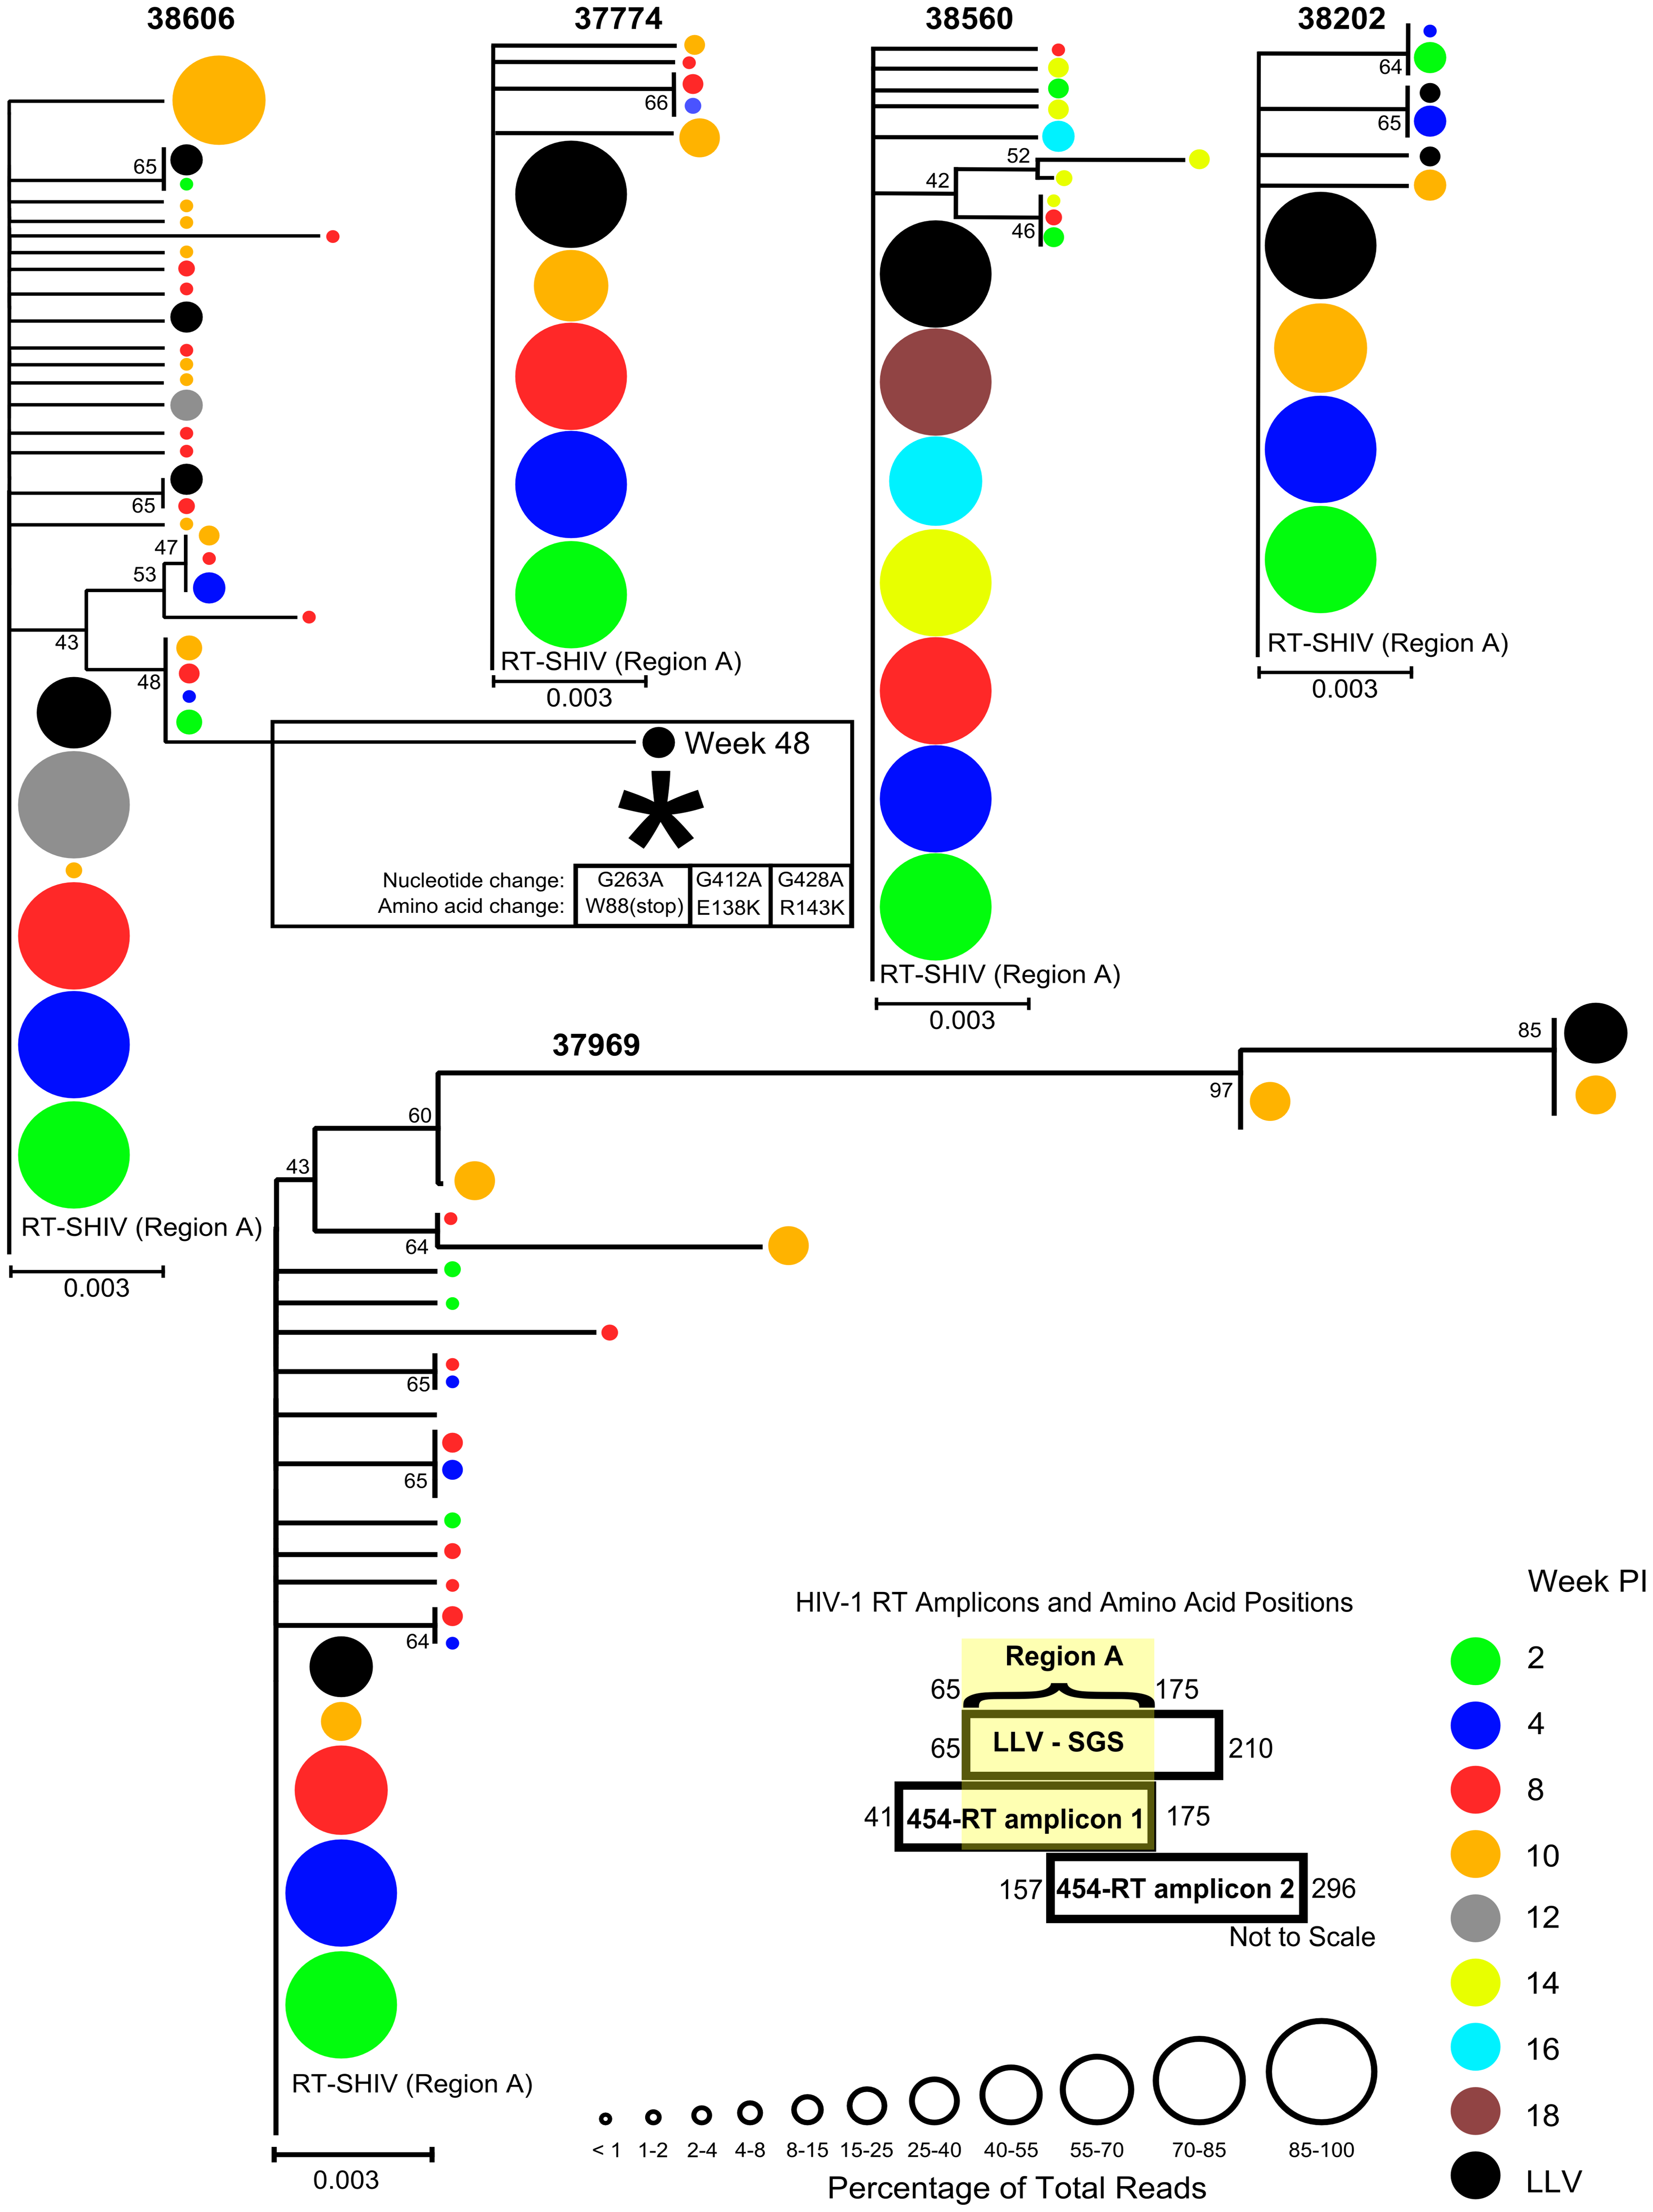 38606
37774
38560
38202
65
65
47
53
43
48
RT-SHIV (Region A)
0.003
66
RT-SHIV (Region A)
0.003
52
42
46
RT-SHIV (Region A)
0.003
64
65
RT-SHIV (Region A)
0.003
Week 48
*
Nucleotide change: G263A G412A G428A
Amino acid change: W88(stop) E138K R143K
37969
85
97
60
43
64
65
65
64
RT-SHIV (Region A)
0.003
HIV-1 RT Amplicons and Amino Acid Positions
Region A
65 175
65 LLV - SGS 210
41 454-RT amplicon 1 175
157 454-RT amplicon 2 296
Not to Scale
Week PI
2
4
8
10
12
14
16
18
LLV
< 1 1-2 2-4 4-8 8-15 15-25 25-40 40-55 55-70 70-85 85-100
Percentage of Total Reads